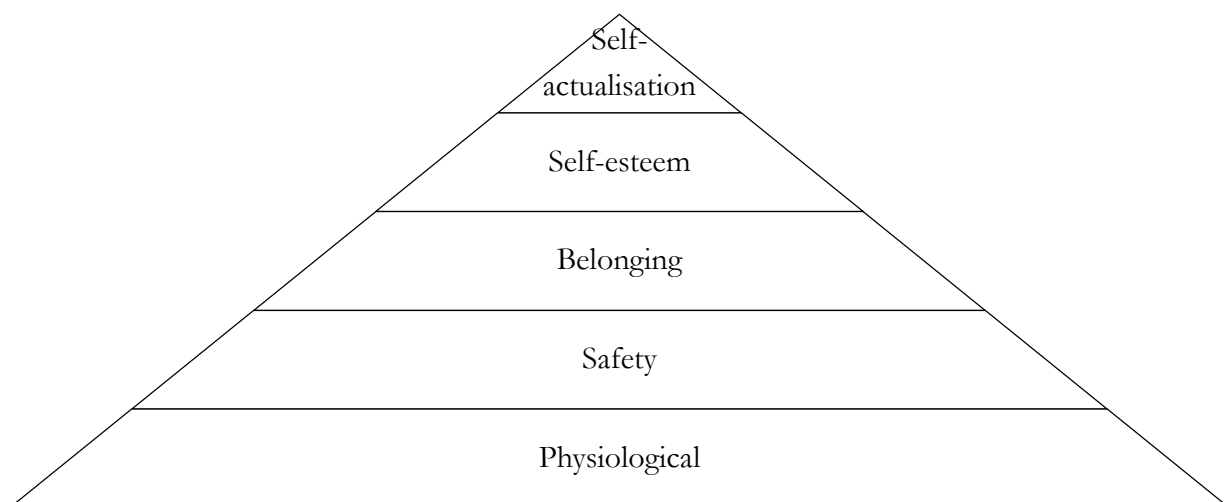 Self-
actualisation
Self-esteem
Belonging
Safety
Physiological